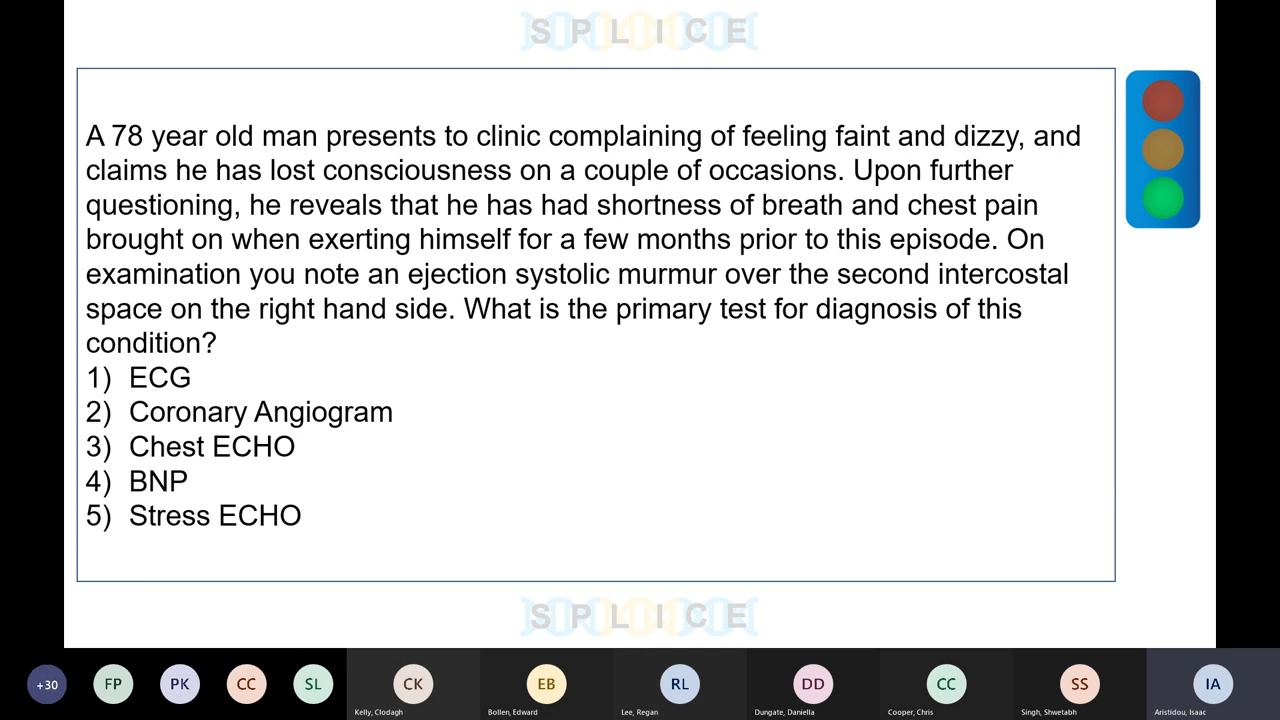 S P L I C E
A 78 year old man presents to clinic complaining of feeling faint and dizzy, and
claims he has lost consciousness on a couple of occasions. Upon further
questioning, he reveals that he has had shortness of breath and chest pain
brought on when exerting himself for a few months prior to this episode. On
examination you note an ejection systolic murmur over the second intercostal
space on the right hand side. What is the primary test for diagnosis of this
condition?
1) ECG
2) Coronary Angiogram
3) Chest ECHO
4) BNP
5) Stress ECHO
S P L I C E
+30 FP PK CC SL CK EB RL DD CC SS IA
Kelly, Clodagh Bollen, Edward Lee, Regan Dungate, Daniella Cooper, Chris Singh, Shwetabh Aristidou, Isaac